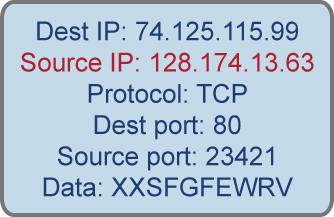 Dest IP: 74.125.115.99
Source IP: 128.174.13.63
Protocol: TCP
Dest port: 80
Source port: 23421
Data: XXSFGFEWRV